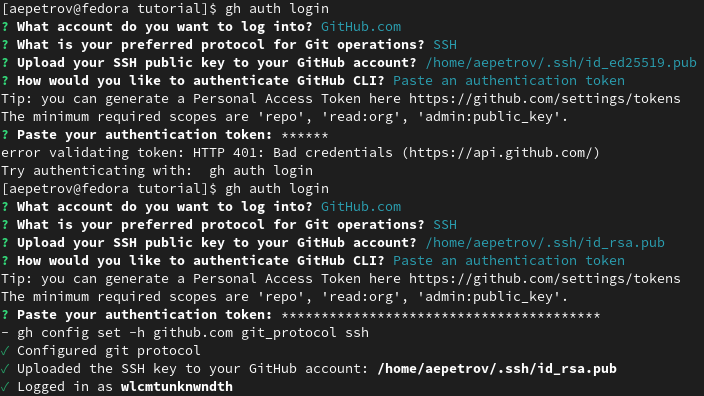 [aepetrov@fedora tutorial]$ gh auth login
? What account do you want to log into? GitHub.com
? What is your preferred protocol for Git operations? SSH
? Upload your SSH public key to your GitHub account? /home/aepetrov/.ssh/id_ed25519.pub
? How would you like to authenticate GitHub CLI? Paste an authentication token
Tip: you can generate a Personal Access Token here https://github.com/settings/tokens
The minimum required scopes are 'repo', 'read:org', 'admin:public_key'.
? Paste your authentication token: ******
error validating token: HTTP 401: Bad credentials (https://api.github.com/)
Try authenticating with:  gh auth login
[aepetrov@fedora tutorial]$ gh auth login
? What account do you want to log into? GitHub.com
? What is your preferred protocol for Git operations? SSH
? Upload your SSH public key to your GitHub account? /home/aepetrov/.ssh/id_rsa.pub
? How would you like to authenticate GitHub CLI? Paste an authentication token
Tip: you can generate a Personal Access Token here https://github.com/settings/tokens
The minimum required scopes are 'repo', 'read:org', 'admin:public_key'.
? Paste your authentication token: ****************************************
- gh config set -h github.com git_protocol ssh
✓ Configured git protocol
✓ Uploaded the SSH key to your GitHub account: /home/aepetrov/.ssh/id_rsa.pub
✓ Logged in as wlcmtunknwndth